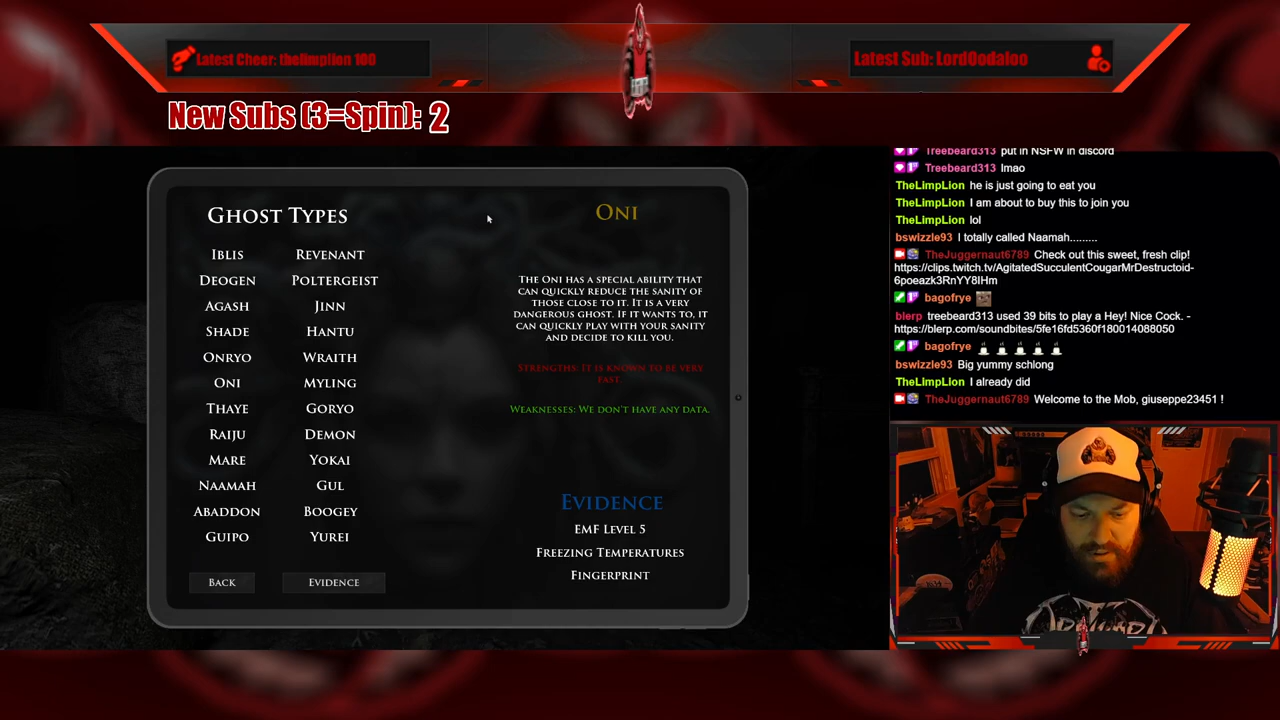 Latest Cheer: thelimplion 100
Latest Sub: LordOodaloo
New Subs (3=Spin): 2
Ghost Types
Iblis
Revenant
Deogen
Poltergeist
Agash
Jinn
Shade
Hantu
Onryo
Wraith
Oni
Myling
Thaye
Goryo
Raiju
Demon
Mare
Yokai
Naamah
Gul
Abaddon
Boogey
Guipo
Yurei
Back
Evidence
Oni
The Oni has a special ability that
can quickly reduce the sanity of
those close to it. It is a very
dangerous ghost. If it wants to, it
can quickly play with your sanity
and decide to kill you.
Strengths: It is known to be very
fast.
Weaknesses: We don't have any data.
Evidence
EMF Level 5
Freezing Temperatures
Fingerprint
Treebeard313 put in NSFW in discord
Treebeard313 lmao
TheLimpLion he is just going to eat you
TheLimpLion I am about to buy this to join you
TheLimpLion lol
bswizzle93 I totally called Naamah.........
TheJuggernaut6789 Check out this sweet, fresh clip!
https://clips.twitch.tv/AgitatedSucculentCougarMrDestructoid-
6poeazk3RnYY8IHm
bagofrye
blerp treebeard313 used 39 bits to play a Hey! Nice Cock. -
https://blerp.com/soundbites/5fe16fd5360f180014088050
bagofrye
bswizzle93 Big yummy schlong
TheLimpLion I already did
TheJuggernaut6789 Welcome to the Mob, giuseppe23451 !